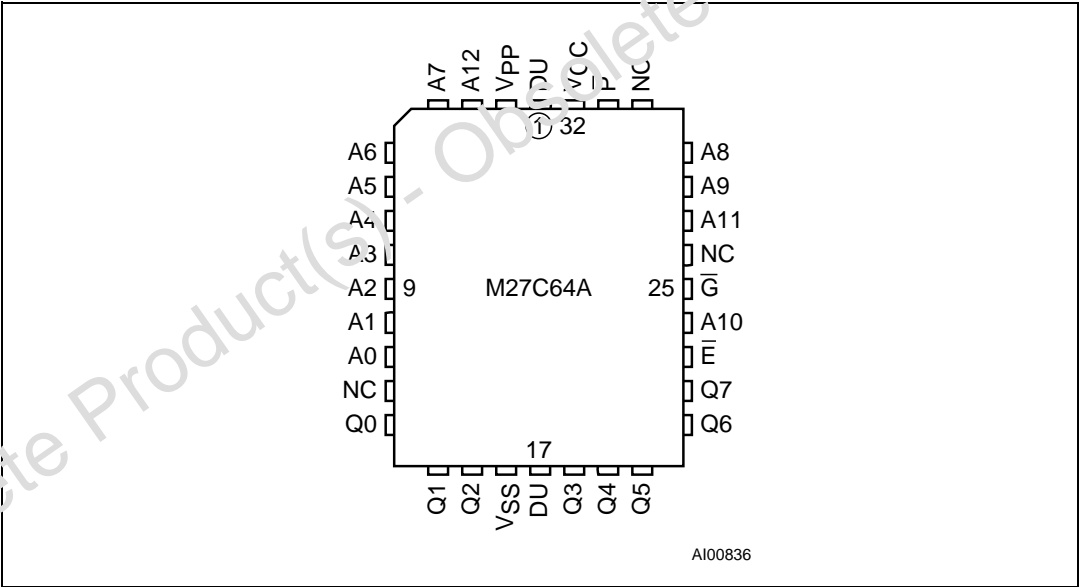 A7 A12 VPP DU VCC P̅ NC
1 32
A6 A8
A5 A9
A4 A11
A3 NC
A2 9 M27C64A 25 G̅
A1 A10
A0 E̅
NC Q7
Q0 Q6
17
Q1 Q2 VSS DU Q3 Q4 Q5
AI00836
ete Product(s) - Obsolete